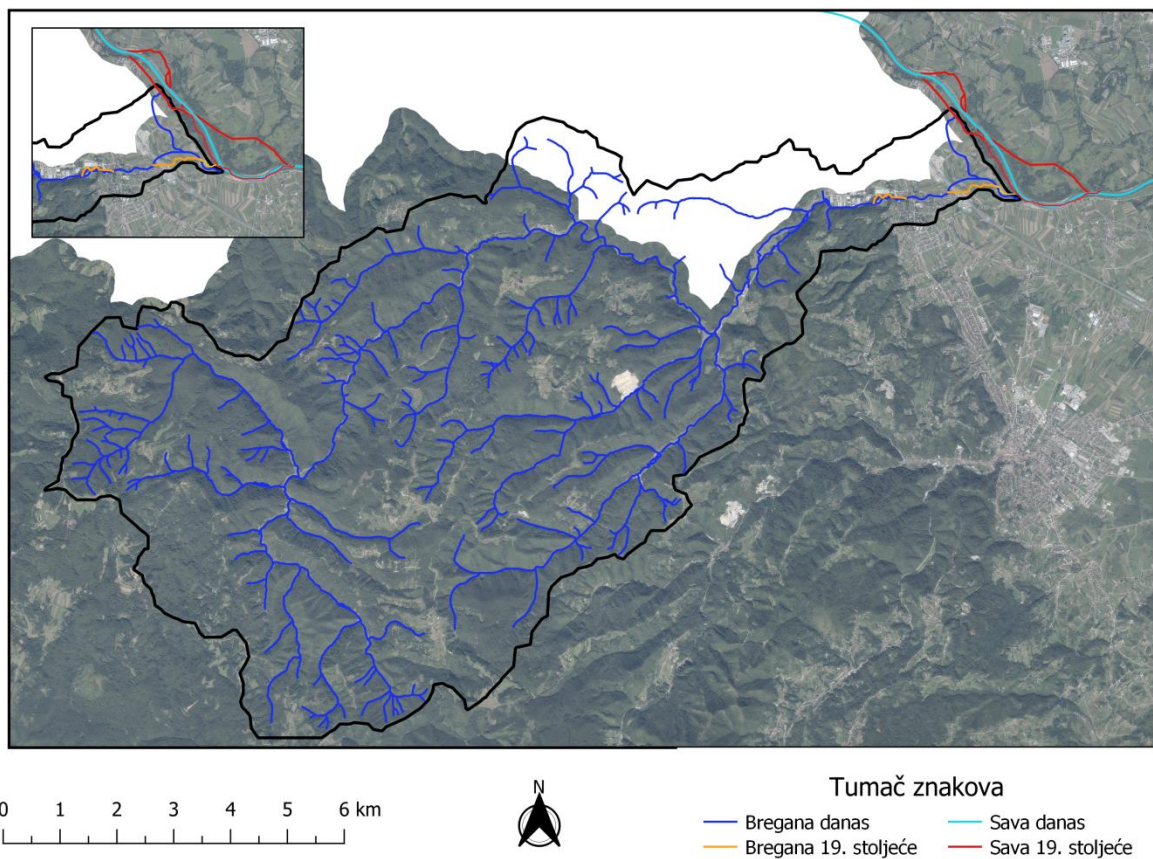 0 1 2 3 4 5 6 km
N
Tumač znakova
Bregana danas
Sava danas
Bregana 19. stoljeće
Sava 19. stoljeće